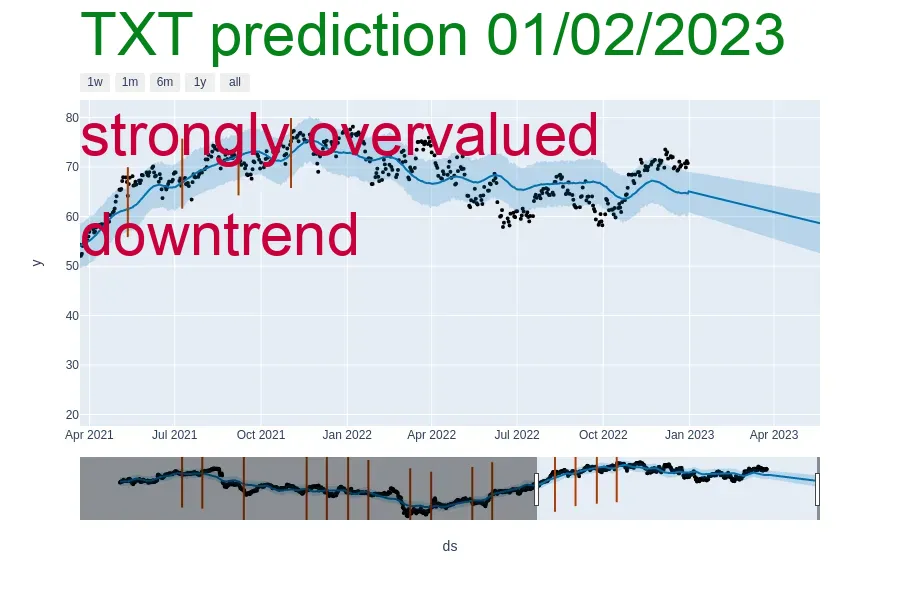 TXT prediction 01/02/2023
1w 1m 6m 1y all
80
strongly overvalued
70
60
downtrend
y
50
40
30
20
Apr 2021 Jul 2021 Oct 2021 Jan 2022 Apr 2022 Jul 2022 Oct 2022 Jan 2023 Apr 2023
ds